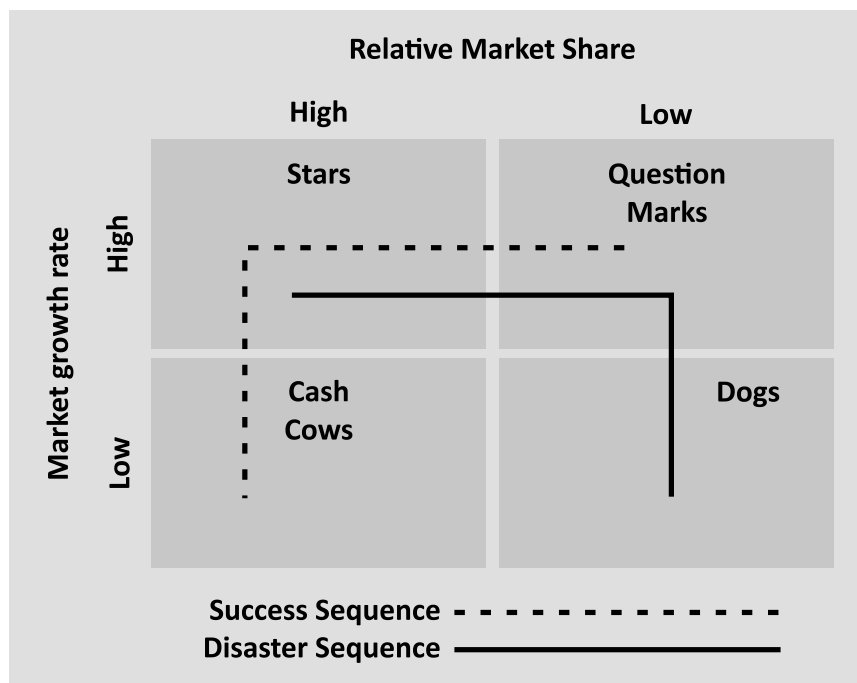 Relative Market Share
High
Low
Stars
Question
Marks
Market growth rate
High
Low
Cash
Cows
Dogs
Success Sequence
Disaster Sequence